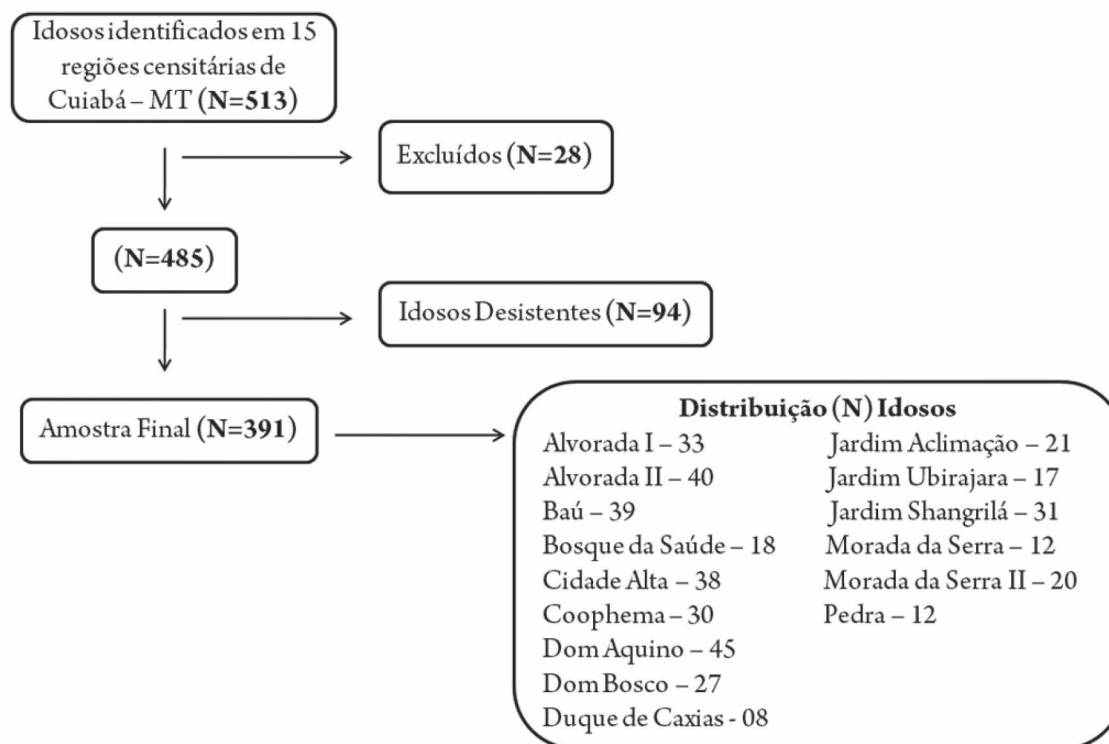 Idosos identificados em 15
regiões censitárias de
Cuiabá – MT (N=513)
Excluídos (N=28)
(N=485)
Idosos Desistentes (N=94)
Amostra Final (N=391)
Distribuição (N) Idosos
Alvorada I – 33
Alvorada II – 40
Baú – 39
Bosque da Saúde – 18
Cidade Alta – 38
Coophema – 30
Dom Aquino – 45
Dom Bosco – 27
Duque de Caxias - 08
Jardim Aclimação – 21
Jardim Ubirajara – 17
Jardim Shangrilá – 31
Morada da Serra – 12
Morada da Serra II – 20
Pedra – 12